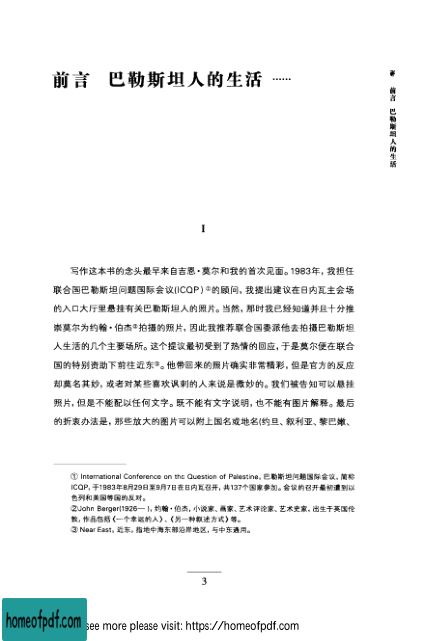 前言 巴勒斯坦人的生活 ……
前言 巴勒斯坦人的生活
I
写作这本书的念头最早来自吉恩·莫尔和我的首次见面。1983年，我担任
联合国巴勒斯坦问题国际会议(ICQP)①的顾问，我提出建议在日内瓦主会场
的入口大厅里悬挂有关巴勒斯坦人的照片。当然，那时我已经知道并且十分推
崇莫尔为约翰·伯杰②拍摄的照片，因此我推荐联合国委派他去拍摄巴勒斯坦
人生活的几个主要场所。这个提议最初受到了热情的回应，于是莫尔便在联合
国的特别资助下前往近东③。他带回来的照片确实非常精彩，但是官方的反应
却莫名其妙，或者对某些喜欢讽刺的人来说是微妙的。我们被告知可以悬挂
照片，但是不能配以任何文字。既不能有文字说明，也不能有图片解释。最后
的折衷办法是，那些放大的图片可以附上国名或地名(约旦、叙利亚、黎巴嫩、
① International Conference on the Question of Palestine，巴勒斯坦问题国际会议，简称
ICQP，于1983年8月29日至9月7日在日内瓦召开，共137个国家参加。会议的召开最初遭到以
色列和美国等国的反对。
②John Berger(1926—)，约翰·伯杰，小说家、画家、艺术评论家、艺术史家，出生于英国伦
敦，作品包括《一个幸运的人》、《另一种叙述方式》等。
③ Near East，近东，指地中海东部沿岸地区，与中东通用。
3
homeofpdf.com
see more please visit: https://homeofpdf.com